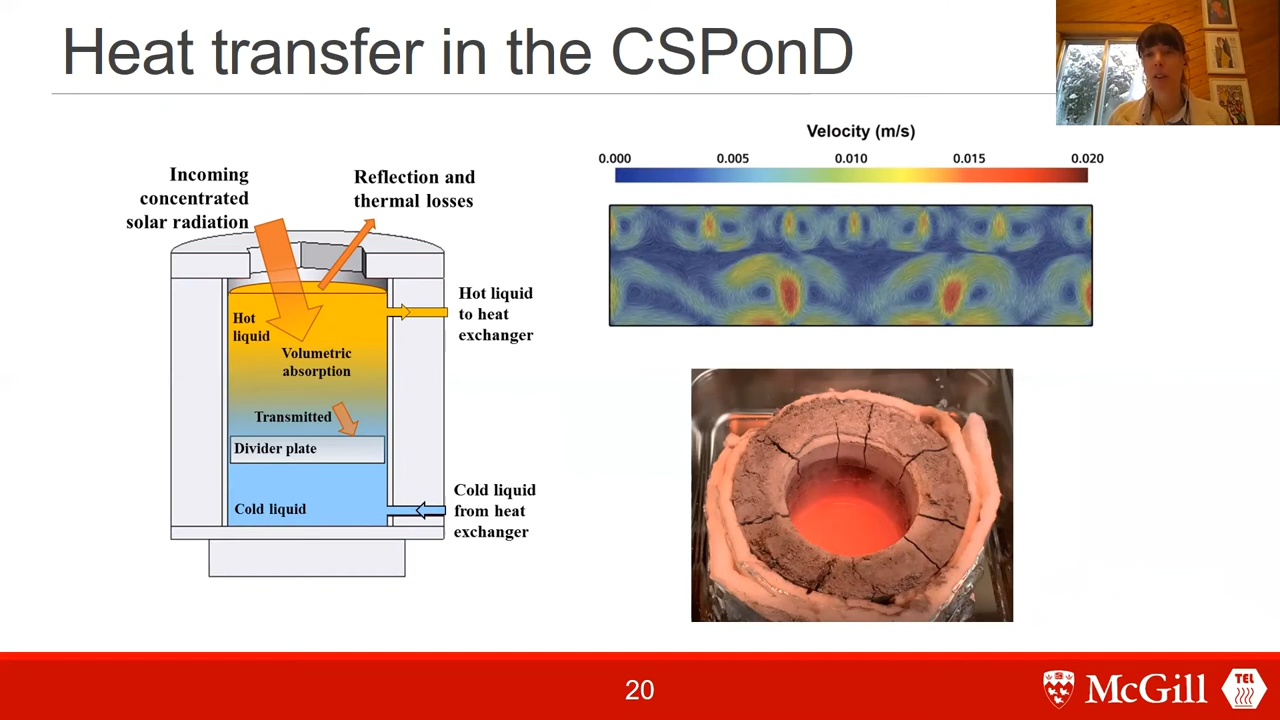 Heat transfer in the CSPonD
Incoming
concentrated
solar radiation
Reflection and
thermal losses
Hot
liquid
Volumetric
absorption
Transmitted
Divider plate
Cold liquid
Hot liquid
to heat
exchanger
Cold liquid
from heat
exchanger
Velocity (m/s)
0.000 0.005 0.010 0.015 0.020
20
McGill
TEL